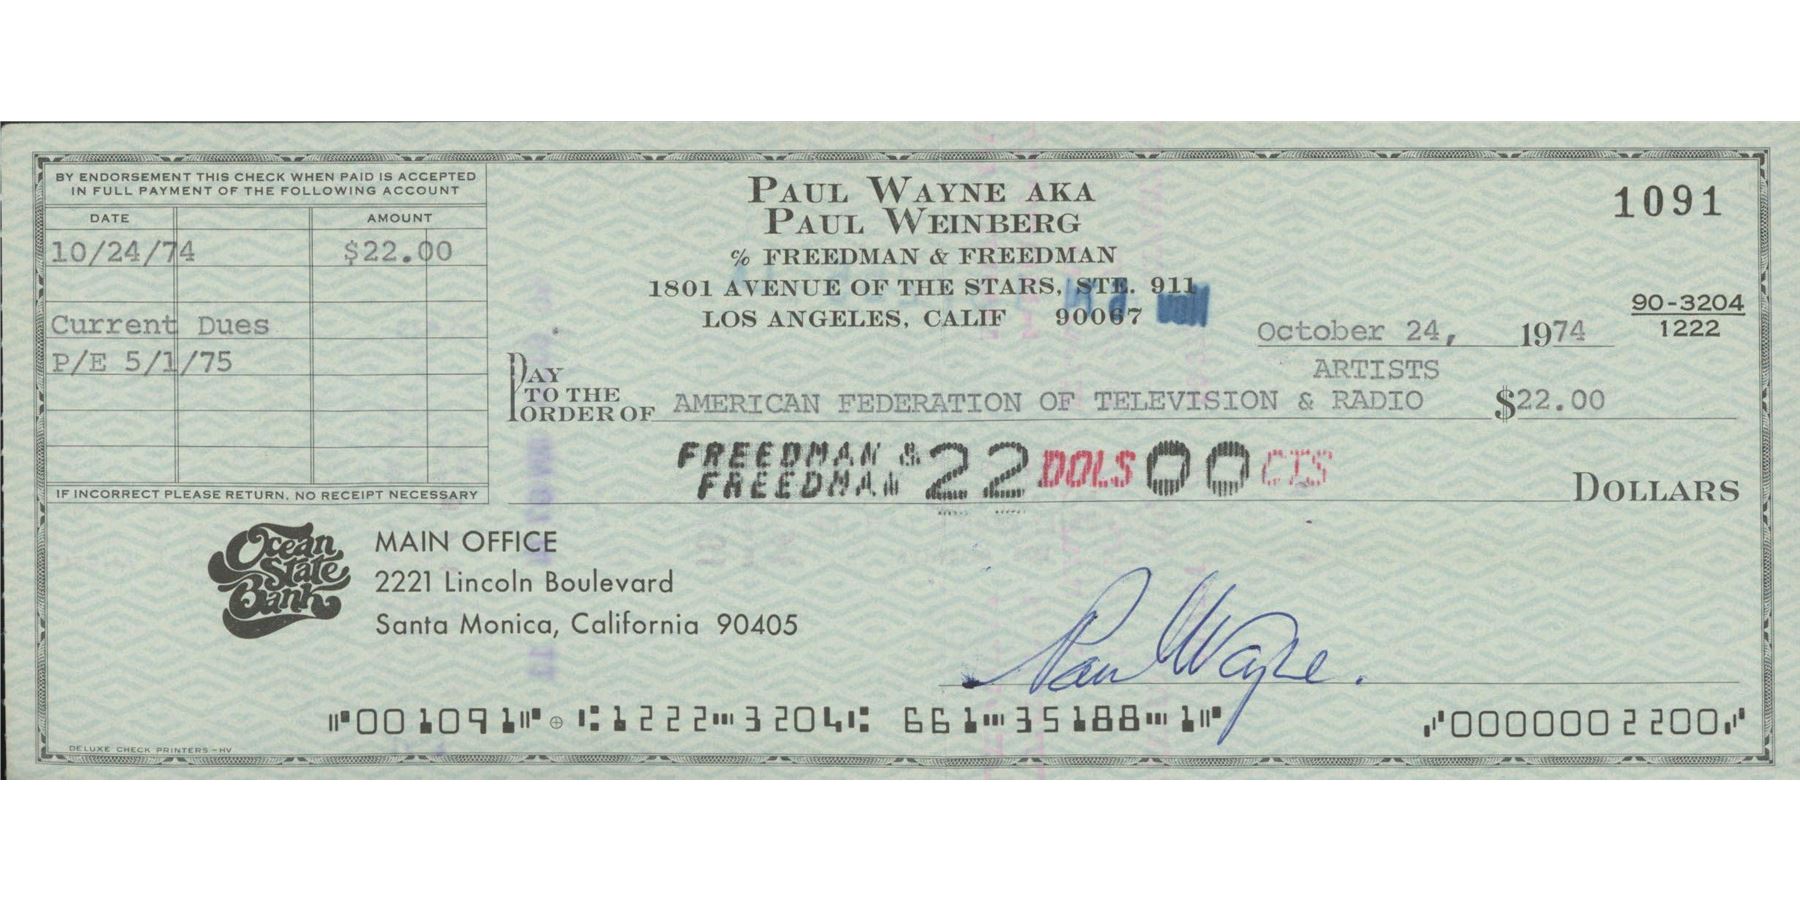 BY ENDORSEMENT THIS CHECK WHEN PAID IS ACCEPTED
IN FULL PAYMENT OF THE FOLLOWING ACCOUNT
DATE AMOUNT
10/24/74 $22.00
Current Dues
P/E 5/1/75
IF INCORRECT PLEASE RETURN. NO RECEIPT NECESSARY
PAUL WAYNE AKA
PAUL WEINBERG
% FREEDMAN & FREEDMAN
1801 AVENUE OF THE STARS, STE. 911
LOS ANGELES, CALIF 90067
1091
90-3204
1222
October 24, 1974
ARTISTS
PAY
TO THE
ORDER OF AMERICAN FEDERATION OF TELEVISION & RADIO $22.00
FREEDMAN &
FREEDMAN 22 DOLS 00 CTS
DOLLARS
Ocean
State
Bank
MAIN OFFICE
2221 Lincoln Boulevard
Santa Monica, California 90405
Paul Wayne.
⑈001091⑈ ⑆1222⑉3204⑆ 661⑉35188⑉1⑈ ⑇0000002200⑇
DELUXE CHECK PRINTERS - HV